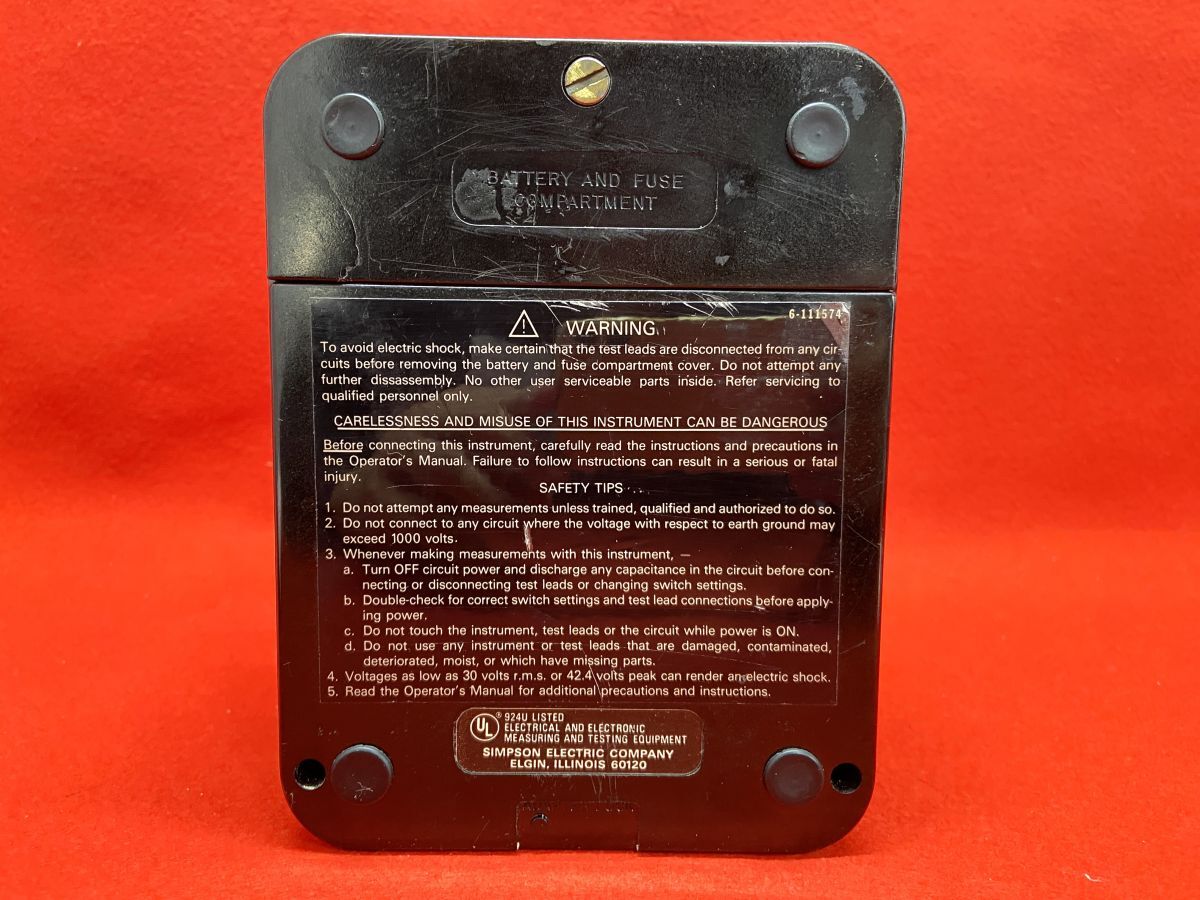 BATTERY AND FUSE
COMPARTMENT
6-111574
WARNING
To avoid electric shock, make certain that the test leads are disconnected from any cir-
cuits before removing the battery and fuse compartment cover. Do not attempt any
further dissassembly. No other user serviceable parts inside. Refer servicing to
qualified personnel only.
CARELESSNESS AND MISUSE OF THIS INSTRUMENT CAN BE DANGEROUS
Before connecting this instrument, carefully read the instructions and precautions in
the Operator's Manual. Failure to follow instructions can result in a serious or fatal
injury.
SAFETY TIPS
1. Do not attempt any measurements unless trained, qualified and authorized to do so.
2. Do not connect to any circuit where the voltage with respect to earth ground may
exceed 1000 volts.
3. Whenever making measurements with this instrument, —
a. Turn OFF circuit power and discharge any capacitance in the circuit before con-
necting or disconnecting test leads or changing switch settings.
b. Double-check for correct switch settings and test lead connections before apply-
ing power.
c. Do not touch the instrument, test leads or the circuit while power is ON.
d. Do not use any instrument or test leads that are damaged, contaminated,
deteriorated, moist, or which have missing parts.
4. Voltages as low as 30 volts r.m.s. or 42.4 volts peak can render an electric shock.
5. Read the Operator's Manual for additional precautions and instructions.
UL ® 924U LISTED
ELECTRICAL AND ELECTRONIC
MEASURING AND TESTING EQUIPMENT
SIMPSON ELECTRIC COMPANY
ELGIN, ILLINOIS 60120